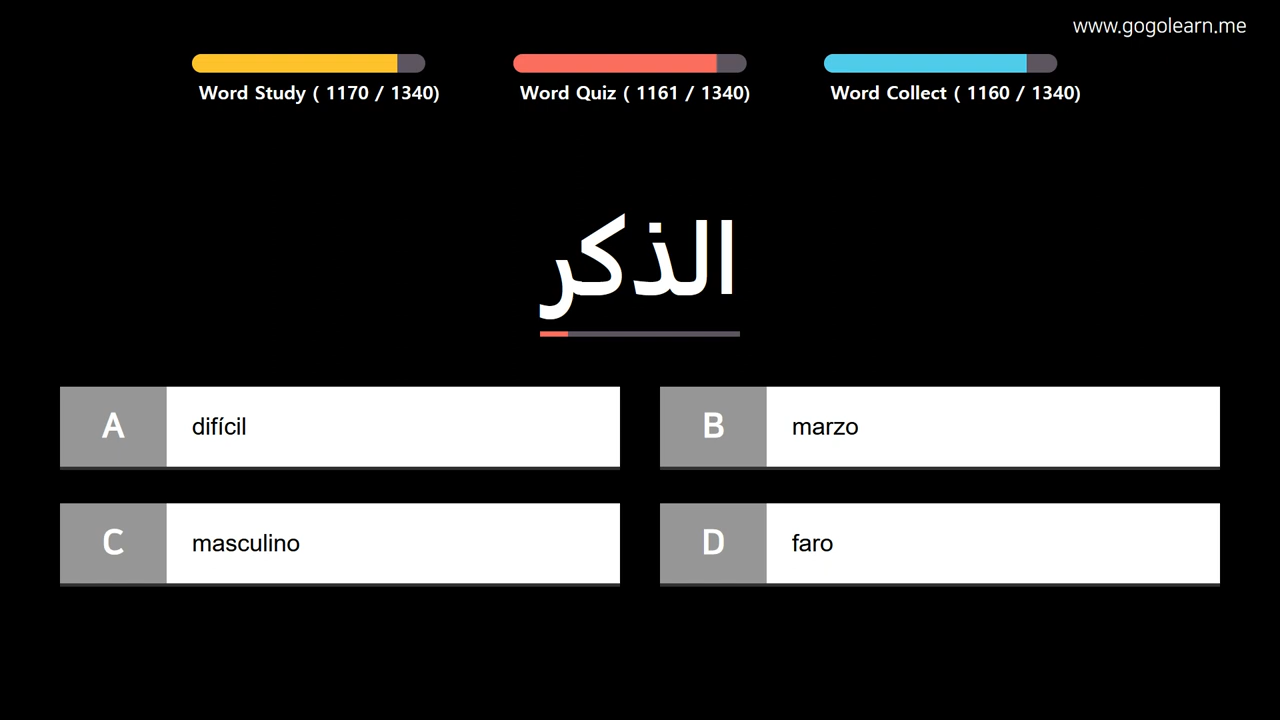 www.gogolearn.me
Word Study ( 1170 / 1340)
Word Quiz ( 1161 / 1340)
Word Collect ( 1160 / 1340)
الذكر
A
difícil
B
marzo
C
masculino
D
faro